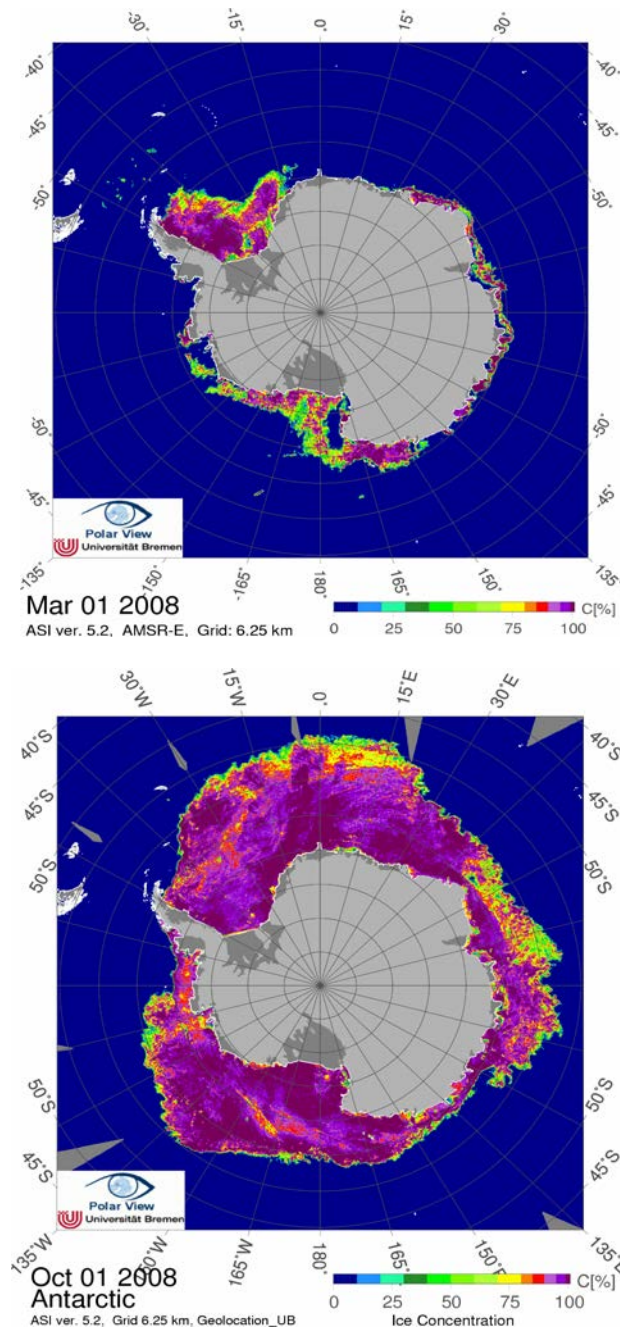 -30° -15° 0° 15° 30°
-40° -40°
-45° -45°
-50° -50°
-50° -50°
-45° -45°
Polar View
Universität Bremen
-135° -150° -165° 180° 165° 150° 135°
Mar 01 2008
ASI ver. 5.2, AMSR-E, Grid: 6.25 km
C[%]
0 25 50 75 100
30°W 15°W 0° 15°E 30°E
40°S 40°S
45°S 45°S
50°S 50°S
50°S 50°S
45°S 45°S
Polar View
Universität Bremen
135°W 150°W 165°W 180° 165°E 150°E 135°E
Oct 01 2008
Antarctic
ASI ver. 5.2, Grid 6.25 km, Geolocation_UB
C[%]
0 25 50 75 100
Ice Concentration